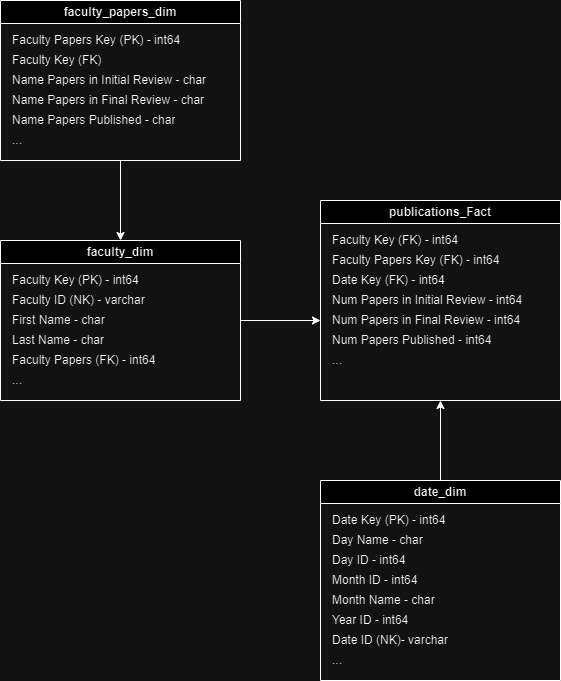 faculty_papers_dim
Faculty Papers Key (PK) - int64
Faculty Key (FK)
Name Papers in Initial Review - char
Name Papers in Final Review - char
Name Papers Published - char
...
faculty_dim
Faculty Key (PK) - int64
Faculty ID (NK) - varchar
First Name - char
Last Name - char
Faculty Papers (FK) - int64
...
publications_Fact
Faculty Key (FK) - int64
Faculty Papers Key (FK) - int64
Date Key (FK) - int64
Num Papers in Initial Review - int64
Num Papers in Final Review - int64
Num Papers Published - int64
...
date_dim
Date Key (PK) - int64
Day Name - char
Day ID - int64
Month ID - int64
Month Name - char
Year ID - int64
Date ID (NK)- varchar
...